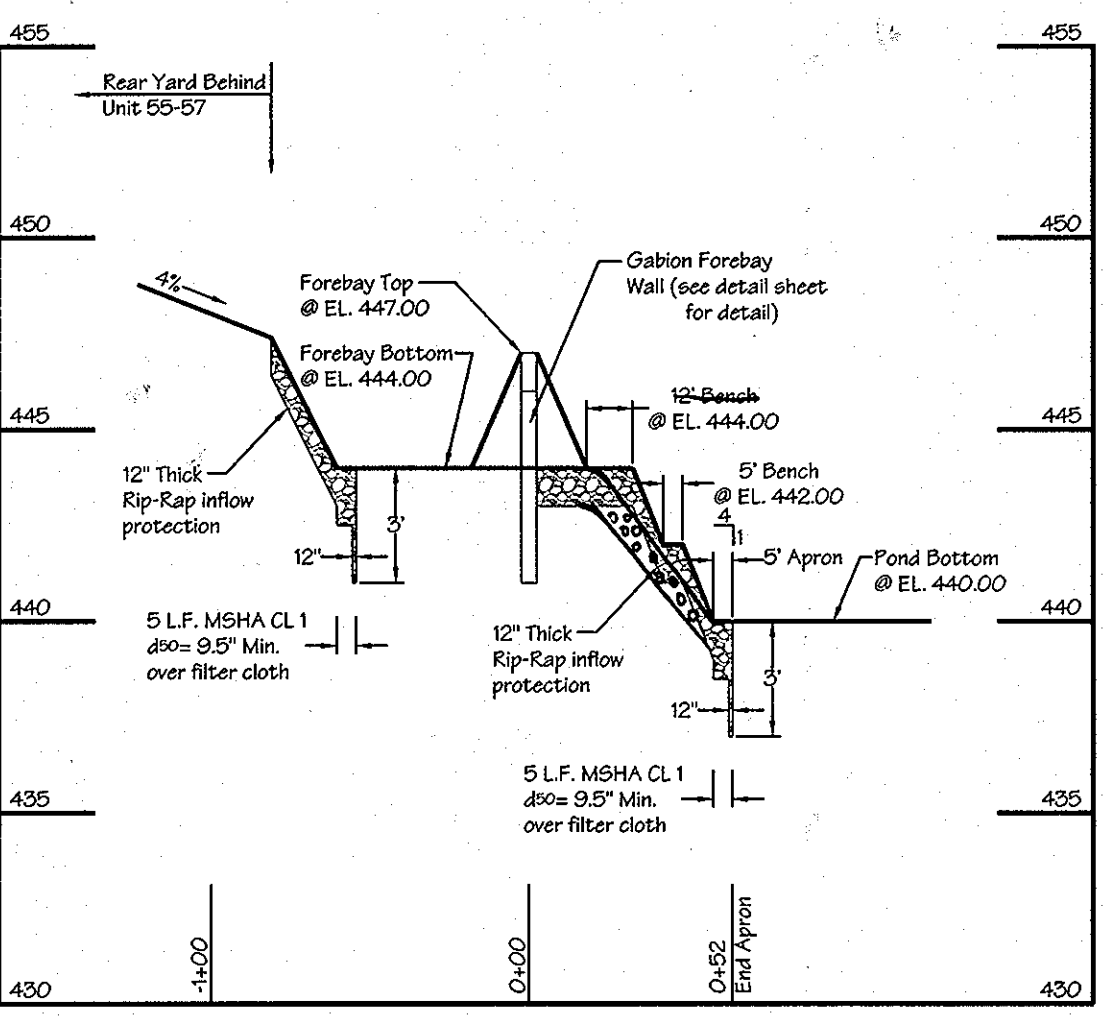 455
455
Rear Yard Behind
Unit 55-57
450
450
4%
Forebay Top
@ EL. 447.00
Gabion Forebay
Wall (see detail sheet
for detail)
Forebay Bottom
@ EL. 444.00
12' Bench
@ EL. 444.00
445
445
12" Thick
Rip-Rap inflow
protection
5' Bench
@ EL. 442.00
4
1
3'
12"
5' Apron
Pond Bottom
@ EL. 440.00
440
440
5 L.F. MSHA CL 1
d50= 9.5" Min.
over filter cloth
12" Thick
Rip-Rap inflow
protection
3'
12"
5 L.F. MSHA CL 1
d50= 9.5" Min.
over filter cloth
435
435
-1+00
0+00
0+52
End Apron
430
430